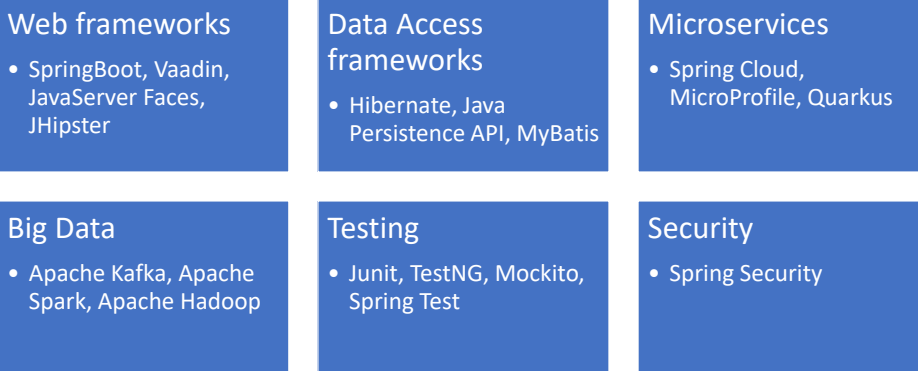 Web frameworks
• SpringBoot, Vaadin,
JavaServer Faces,
JHipster
Data Access
frameworks
• Hibernate, Java
Persistence API, MyBatis
Microservices
• Spring Cloud,
MicroProfile, Quarkus
Big Data
• Apache Kafka, Apache
Spark, Apache Hadoop
Testing
• Junit, TestNG, Mockito,
Spring Test
Security
• Spring Security